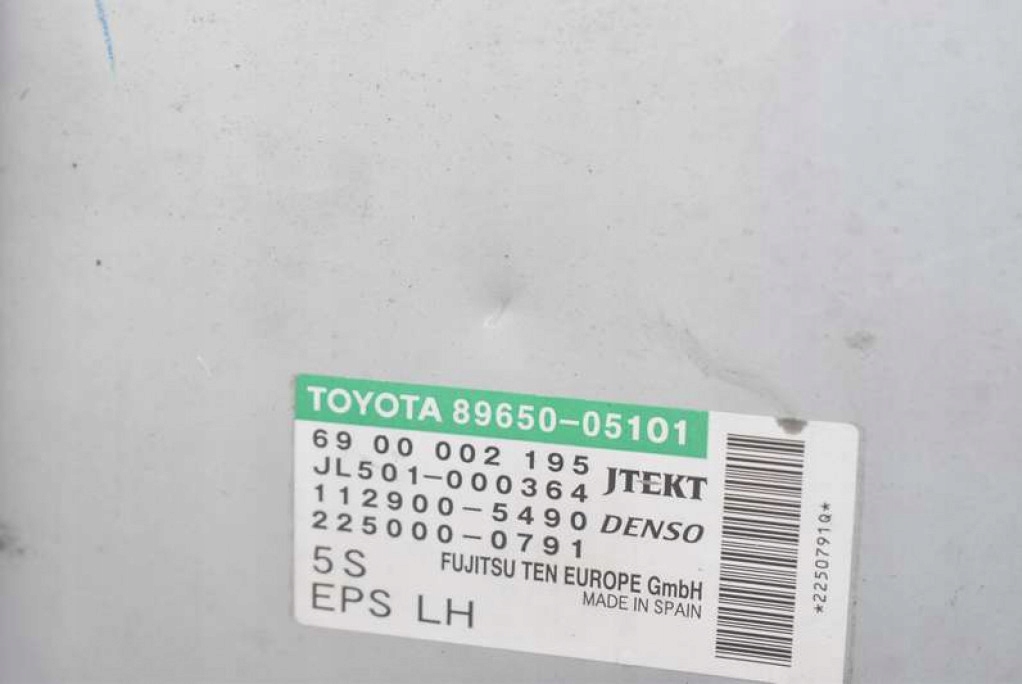 TOYOTA 89650-05101
69 00 002 195
JL501-000364 JTEKT
112900-5490
225000-0791 DENSO
5S FUJITSU TEN EUROPE GmbH
MADE IN SPAIN
EPS LH
*2250791Q*